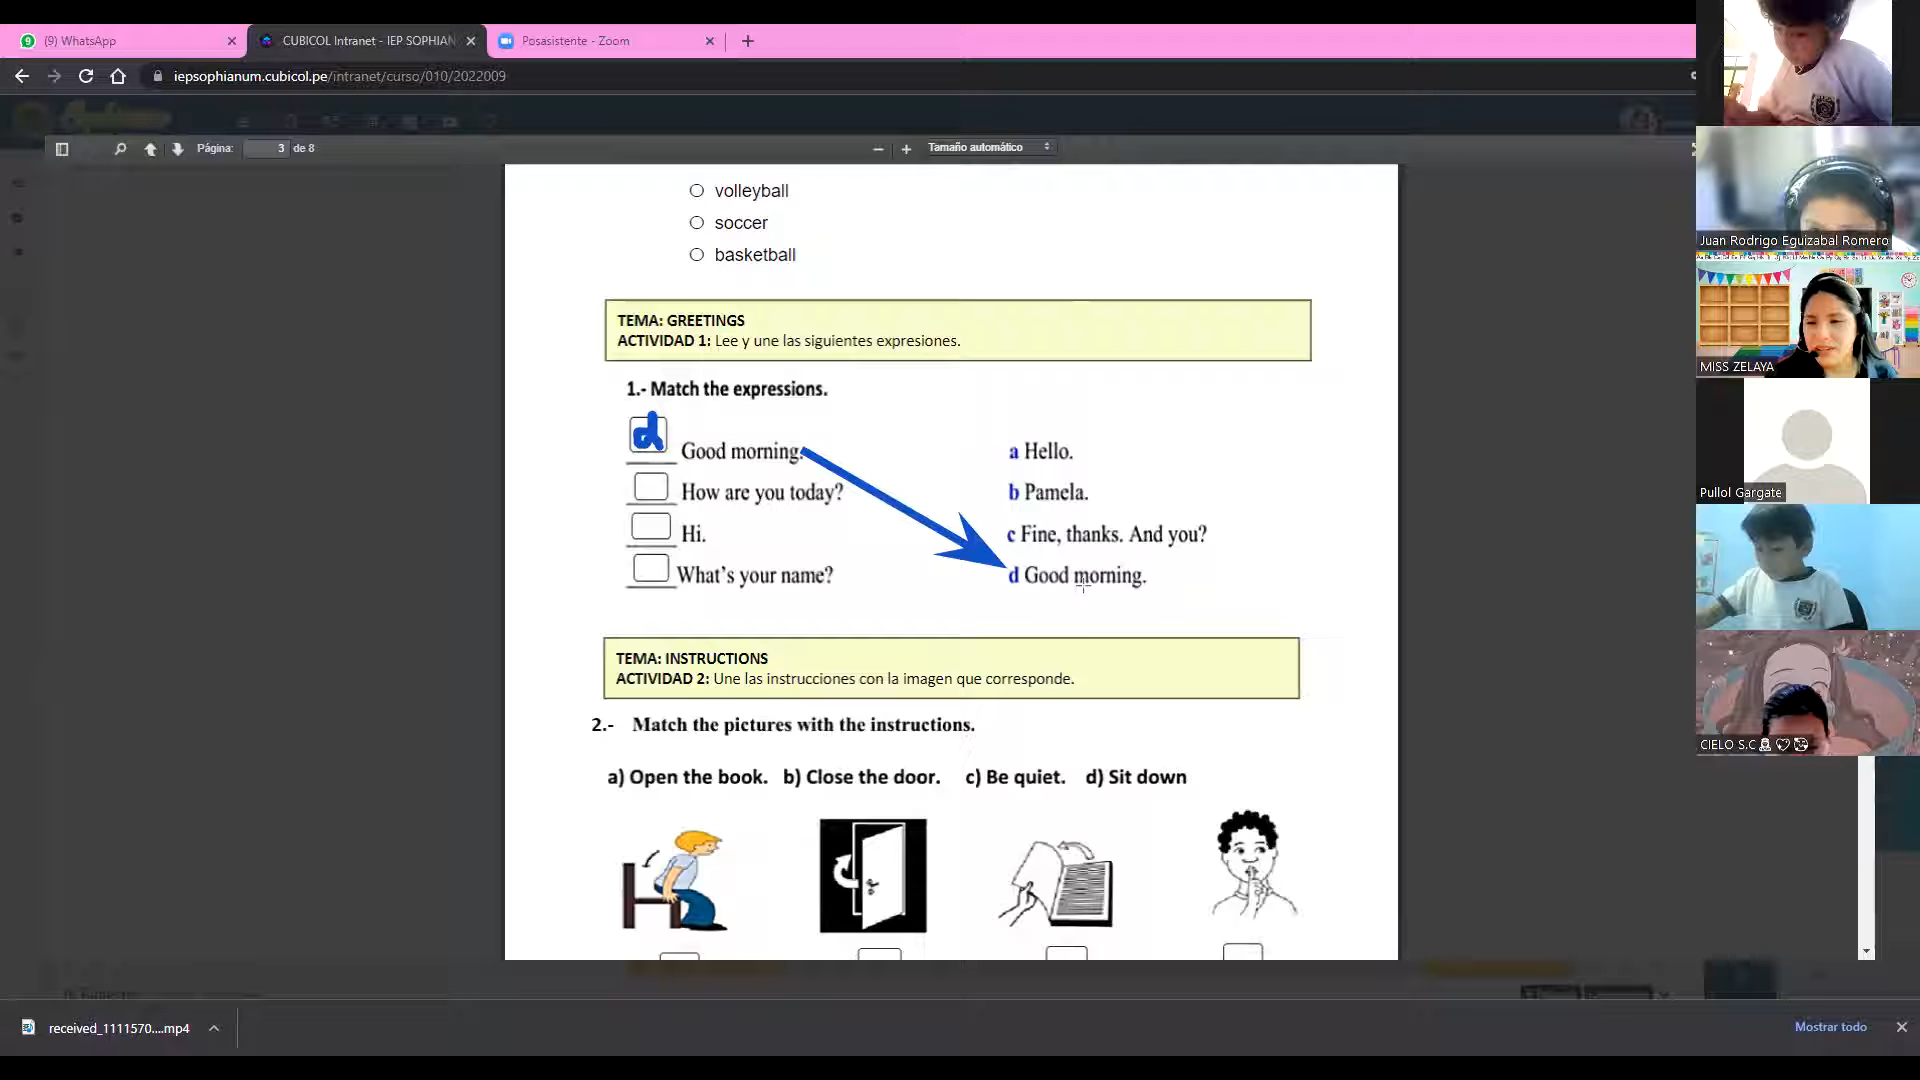 (9) WhatsApp
CUBICOL Intranet - IEP SOPHIAN
Posasistente - Zoom
iepsophianum.cubicol.pe/intranet/curso/010/2022009
Página: 3 de 8
Tamaño automático
volleyball
soccer
basketball
TEMA: GREETINGS
ACTIVIDAD 1: Lee y une las siguientes expresiones.
1.- Match the expressions.
d Good morning. a Hello.
How are you today? b Pamela.
Hi. c Fine, thanks. And you?
What's your name? d Good morning.
TEMA: INSTRUCTIONS
ACTIVIDAD 2: Une las instrucciones con la imagen que corresponde.
2.- Match the pictures with the instructions.
a) Open the book. b) Close the door. c) Be quiet. d) Sit down
received_1111570....mp4
Mostrar todo
Juan Rodrigo Eguizabal Romero
MISS ZELAYA
Pullol Gargate
CIELO S.C